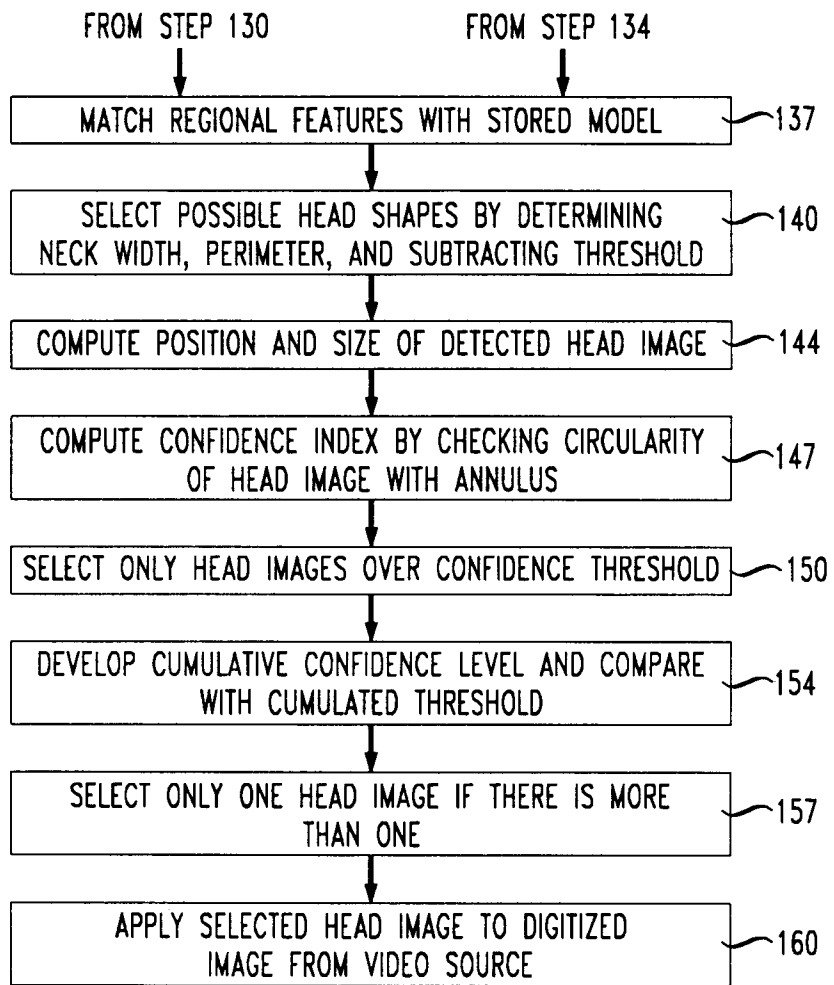 FROM STEP 130
FROM STEP 134
MATCH REGIONAL FEATURES WITH STORED MODEL
137
SELECT POSSIBLE HEAD SHAPES BY DETERMINING
NECK WIDTH, PERIMETER, AND SUBTRACTING THRESHOLD
140
COMPUTE POSITION AND SIZE OF DETECTED HEAD IMAGE
144
COMPUTE CONFIDENCE INDEX BY CHECKING CIRCULARITY
OF HEAD IMAGE WITH ANNULUS
147
SELECT ONLY HEAD IMAGES OVER CONFIDENCE THRESHOLD
150
DEVELOP CUMULATIVE CONFIDENCE LEVEL AND COMPARE
WITH CUMULATED THRESHOLD
154
SELECT ONLY ONE HEAD IMAGE IF THERE IS MORE
THAN ONE
157
APPLY SELECTED HEAD IMAGE TO DIGITIZED
IMAGE FROM VIDEO SOURCE
160